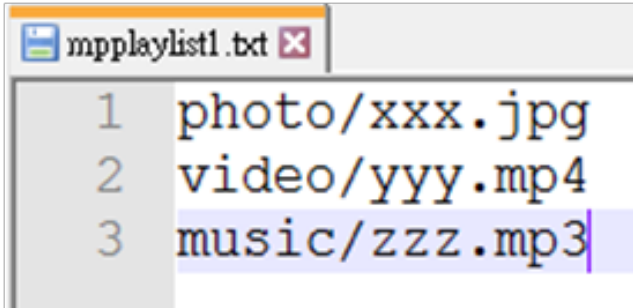 mpplaylist1.txt
1 photo/xxx.jpg
2 video/yyy.mp4
3 music/zzz.mp3